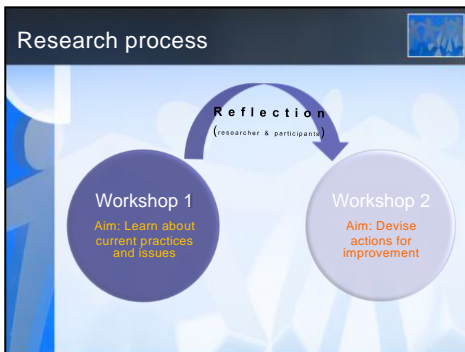 Research process
Reflection
(researcher & participants)
Workshop 1
Aim: Learn about
current practices
and issues
Workshop 2
Aim: Devise
actions for
improvement